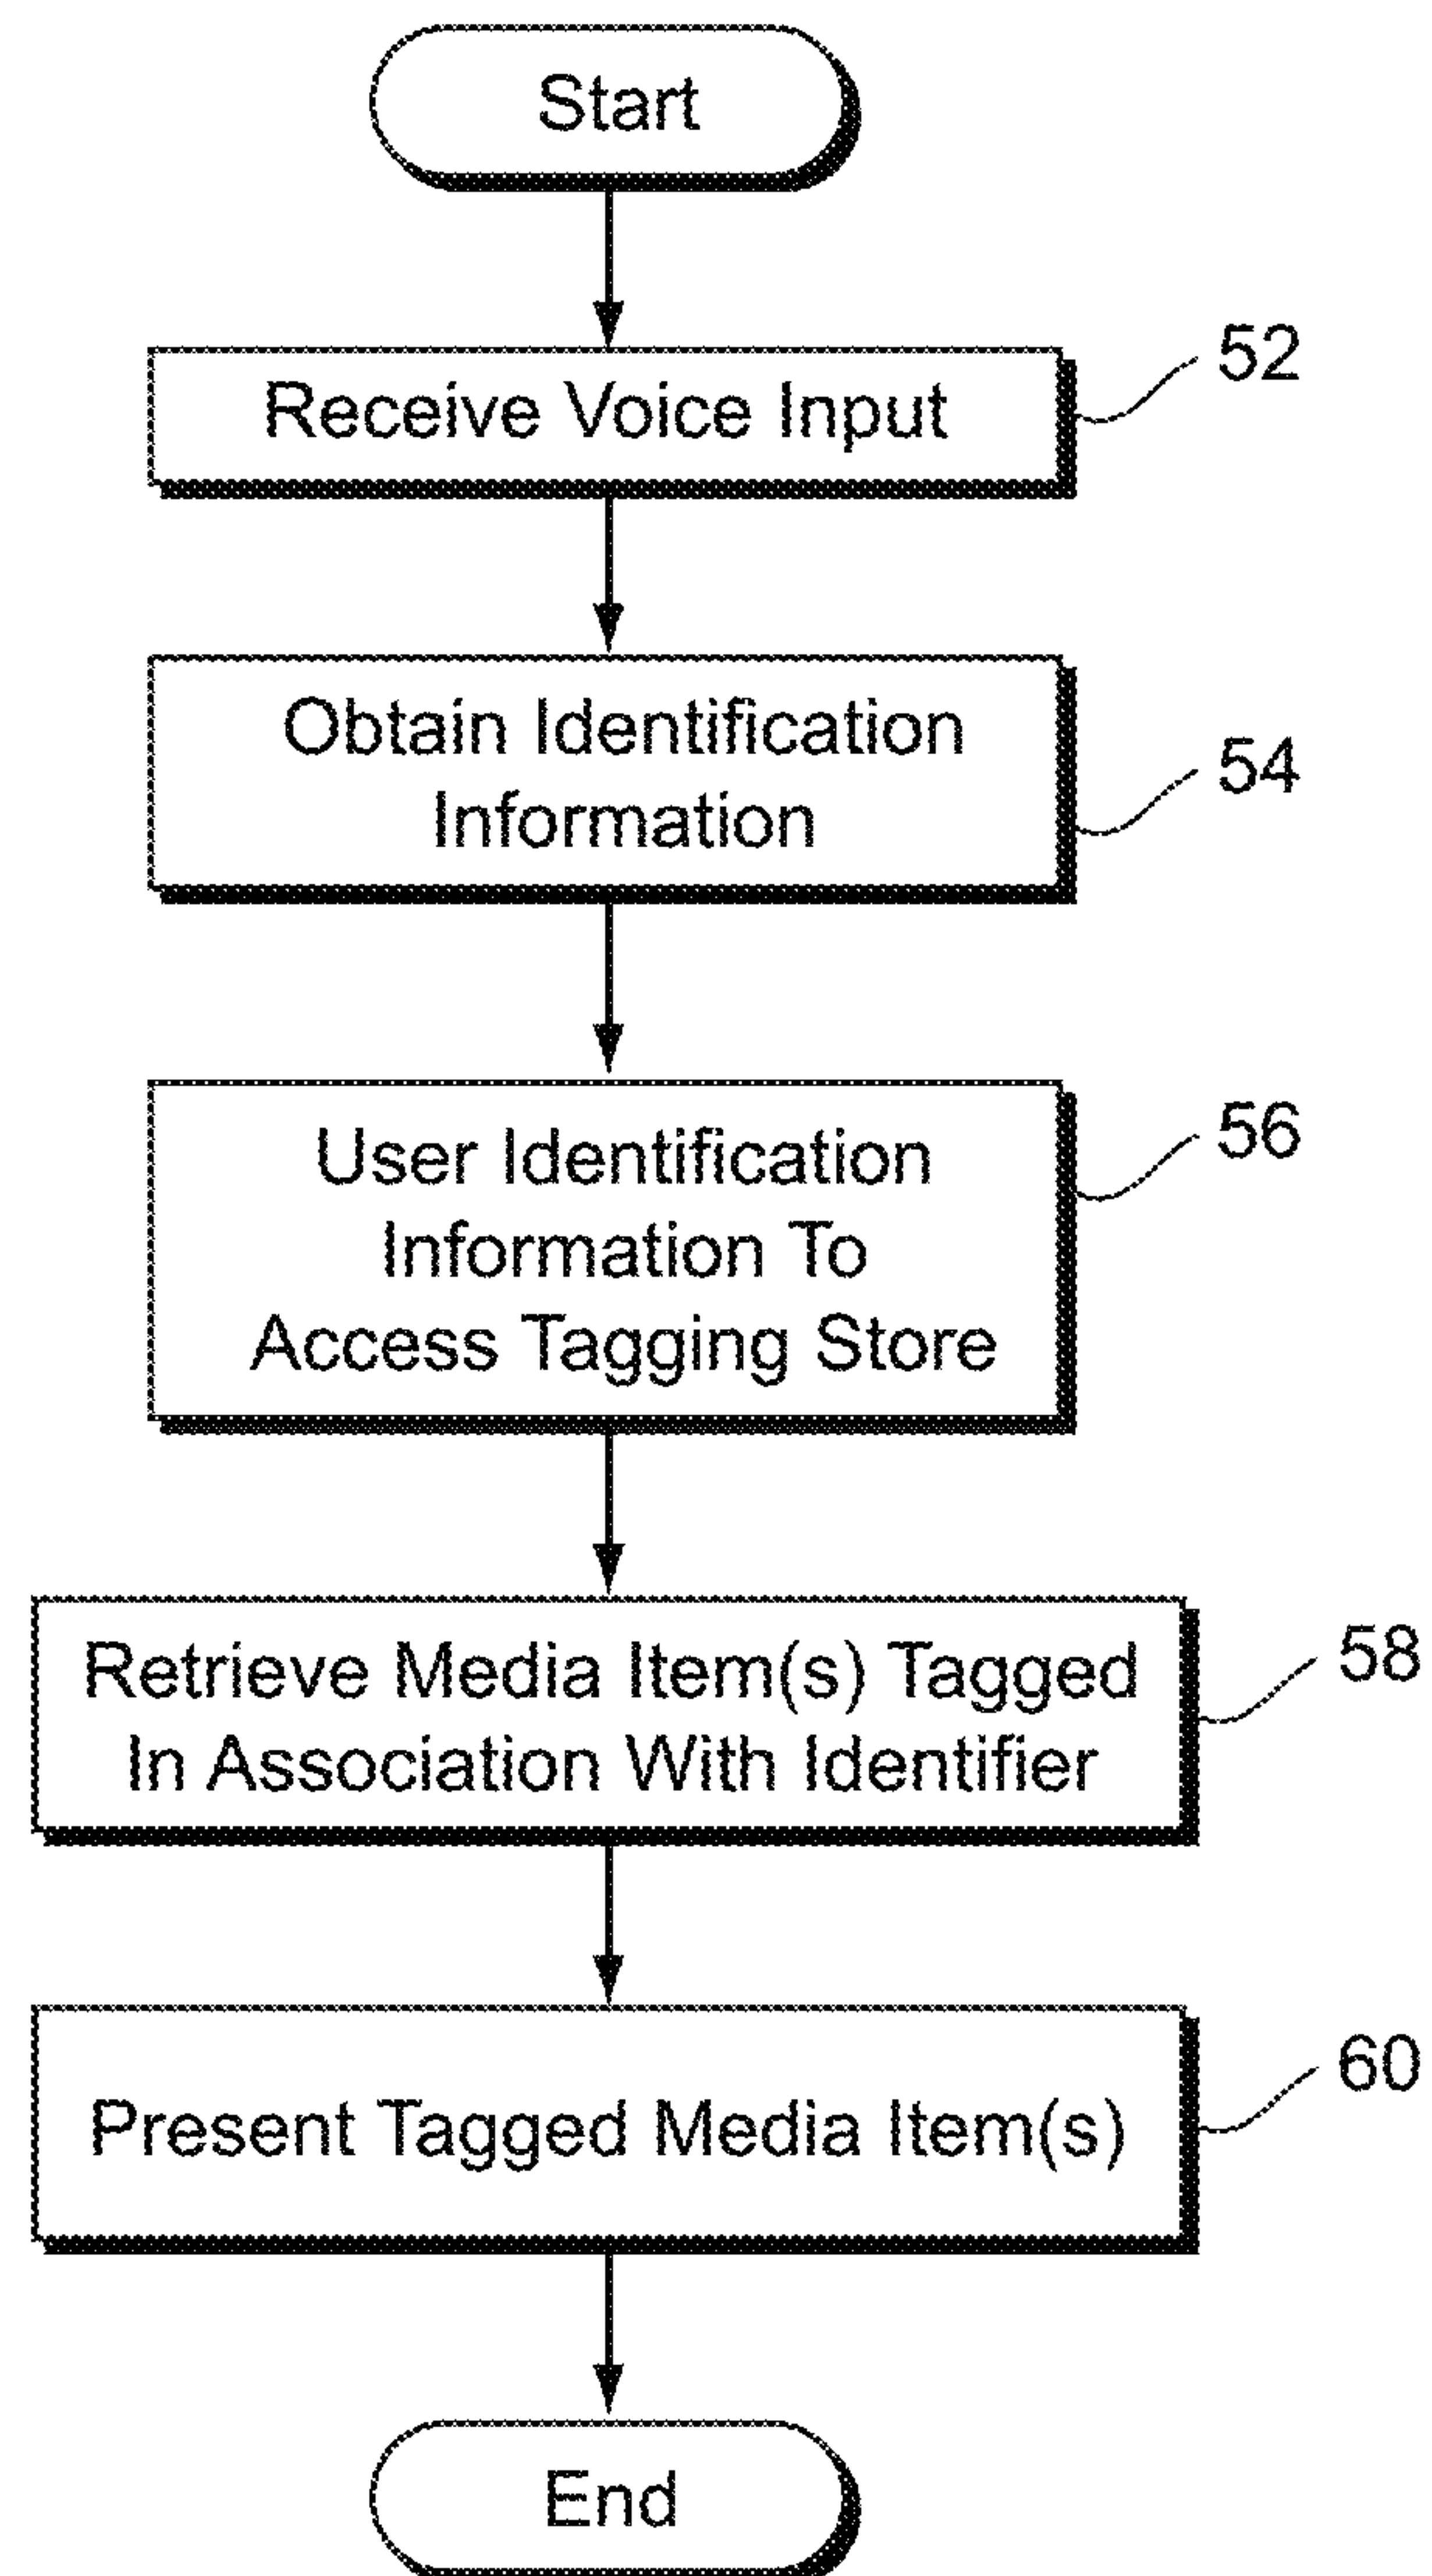 Start
Receive Voice Input
52
Obtain Identification
Information
54
User Identification
Information To
Access Tagging Store
56
Retrieve Media Item(s) Tagged
In Association With Identifier
58
Present Tagged Media Item(s)
60
End